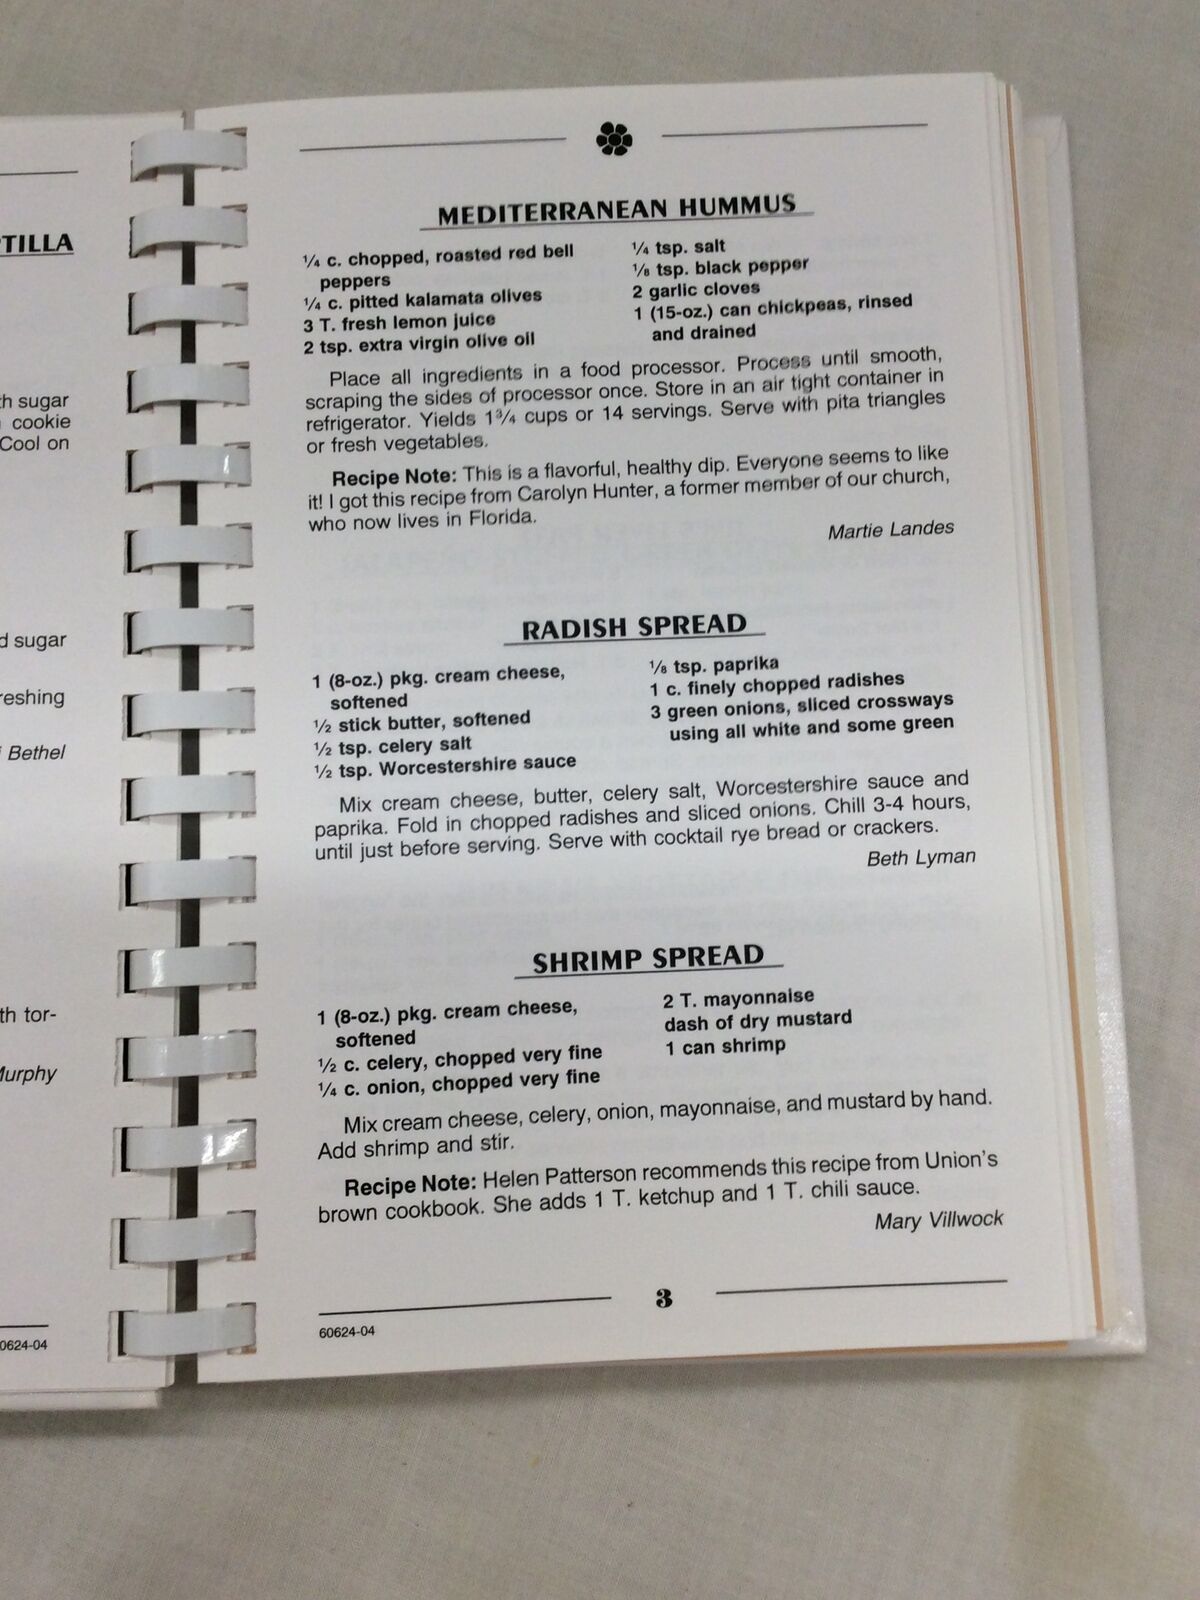 TILLA
th sugar
cookie
Cool on
d sugar
reshing
Bethel
th tor-
Murphy
0624-04
MEDITERRANEAN HUMMUS
1/4 c. chopped, roasted red bell
peppers
1/4 c. pitted kalamata olives
3 T. fresh lemon juice
2 tsp. extra virgin olive oil
1/4 tsp. salt
1/8 tsp. black pepper
2 garlic cloves
1 (15-oz.) can chickpeas, rinsed
and drained
Place all ingredients in a food processor. Process until smooth,
scraping the sides of processor once. Store in an air tight container in
refrigerator. Yields 1 3/4 cups or 14 servings. Serve with pita triangles
or fresh vegetables.
Recipe Note: This is a flavorful, healthy dip. Everyone seems to like
it! I got this recipe from Carolyn Hunter, a former member of our church,
who now lives in Florida.
Martie Landes
RADISH SPREAD
1 (8-oz.) pkg. cream cheese,
softened
1/2 stick butter, softened
1/2 tsp. celery salt
1/2 tsp. Worcestershire sauce
1/8 tsp. paprika
1 c. finely chopped radishes
3 green onions, sliced crossways
using all white and some green
Mix cream cheese, butter, celery salt, Worcestershire sauce and
paprika. Fold in chopped radishes and sliced onions. Chill 3-4 hours,
until just before serving. Serve with cocktail rye bread or crackers.
Beth Lyman
SHRIMP SPREAD
1 (8-oz.) pkg. cream cheese,
softened
1/2 c. celery, chopped very fine
1/4 c. onion, chopped very fine
2 T. mayonnaise
dash of dry mustard
1 can shrimp
Mix cream cheese, celery, onion, mayonnaise, and mustard by hand.
Add shrimp and stir.
Recipe Note: Helen Patterson recommends this recipe from Union's
brown cookbook. She adds 1 T. ketchup and 1 T. chili sauce.
Mary Villwock
3
60624-04